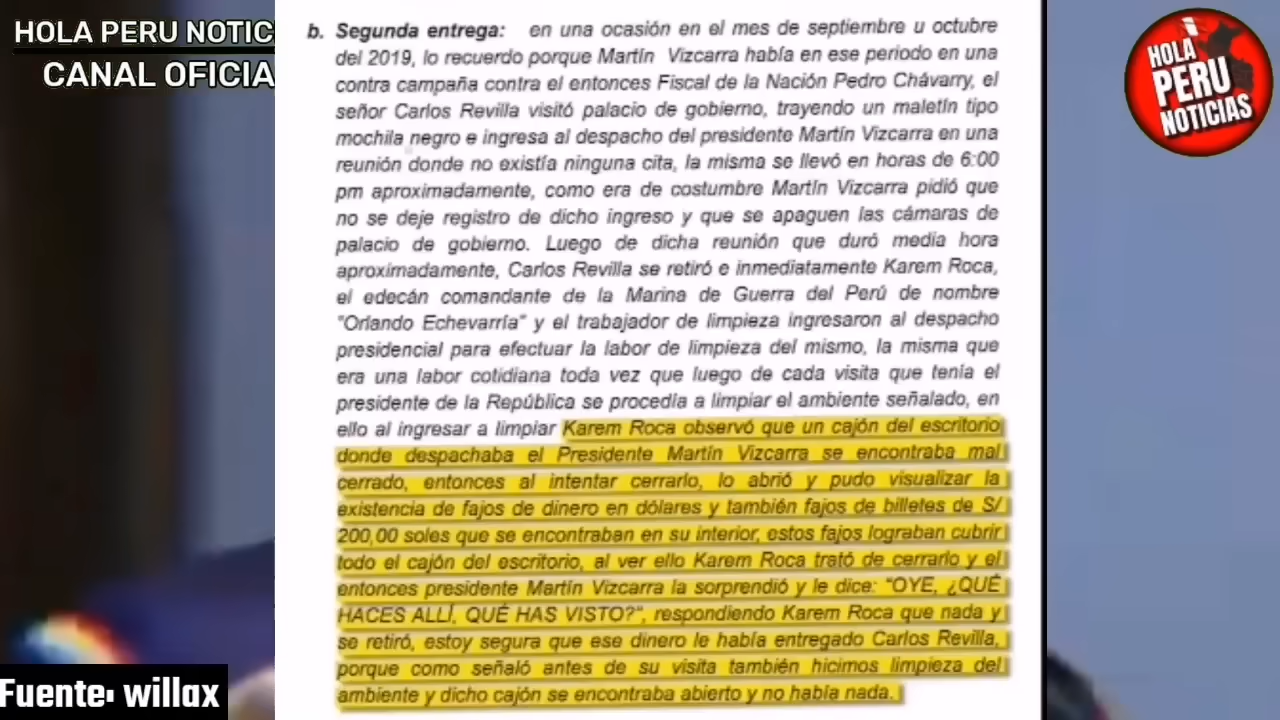 HOLA PERU NOTIC
CANAL OFICIA
HOLA
PERU
NOTICIAS
b. Segunda entrega: en una ocasión en el mes de septiembre u octubre
del 2019, lo recuerdo porque Martín Vizcarra había en ese periodo en una
contra campaña contra el entonces Fiscal de la Nación Pedro Chávarry, el
señor Carlos Revilla visitó palacio de gobierno, trayendo un maletín tipo
mochila negro e ingresa al despacho del presidente Martín Vizcarra en una
reunión donde no existía ninguna cita, la misma se llevó en horas de 6:00
pm aproximadamente, como era de costumbre Martín Vizcarra pidió que
no se deje registro de dicho ingreso y que se apaguen las cámaras de
palacio de gobierno. Luego de dicha reunión que duró media hora
aproximadamente, Carlos Revilla se retiró e inmediatamente Karem Roca,
el edecán comandante de la Marina de Guerra del Perú de nombre
"Orlando Echevarría" y el trabajador de limpieza ingresaron al despacho
presidencial para efectuar la labor de limpieza del mismo, la misma que
era una labor cotidiana toda vez que luego de cada visita que tenía el
presidente de la República se procedía a limpiar el ambiente señalado, en
ello al ingresar a limpiar Karem Roca observó que un cajón del escritorio
donde despachaba el Presidente Martín Vizcarra se encontraba mal
cerrado, entonces al intentar cerrarlo, lo abrió y pudo visualizar la
existencia de fajos de dinero en dólares y también fajos de billetes de S/
200,00 soles que se encontraban en su interior, estos fajos lograban cubrir
todo el cajón del escritorio, al ver ello Karem Roca trató de cerrarlo y el
entonces presidente Martín Vizcarra la sorprendió y le dice: "OYE, ¿QUÉ
HACES ALLÍ, QUÉ HAS VISTO?", respondiendo Karem Roca que nada y
se retiró, estoy segura que ese dinero le había entregado Carlos Revilla,
porque como señaló antes de su visita también hicimos limpieza del
ambiente y dicho cajón se encontraba abierto y no había nada.
Fuente: willax